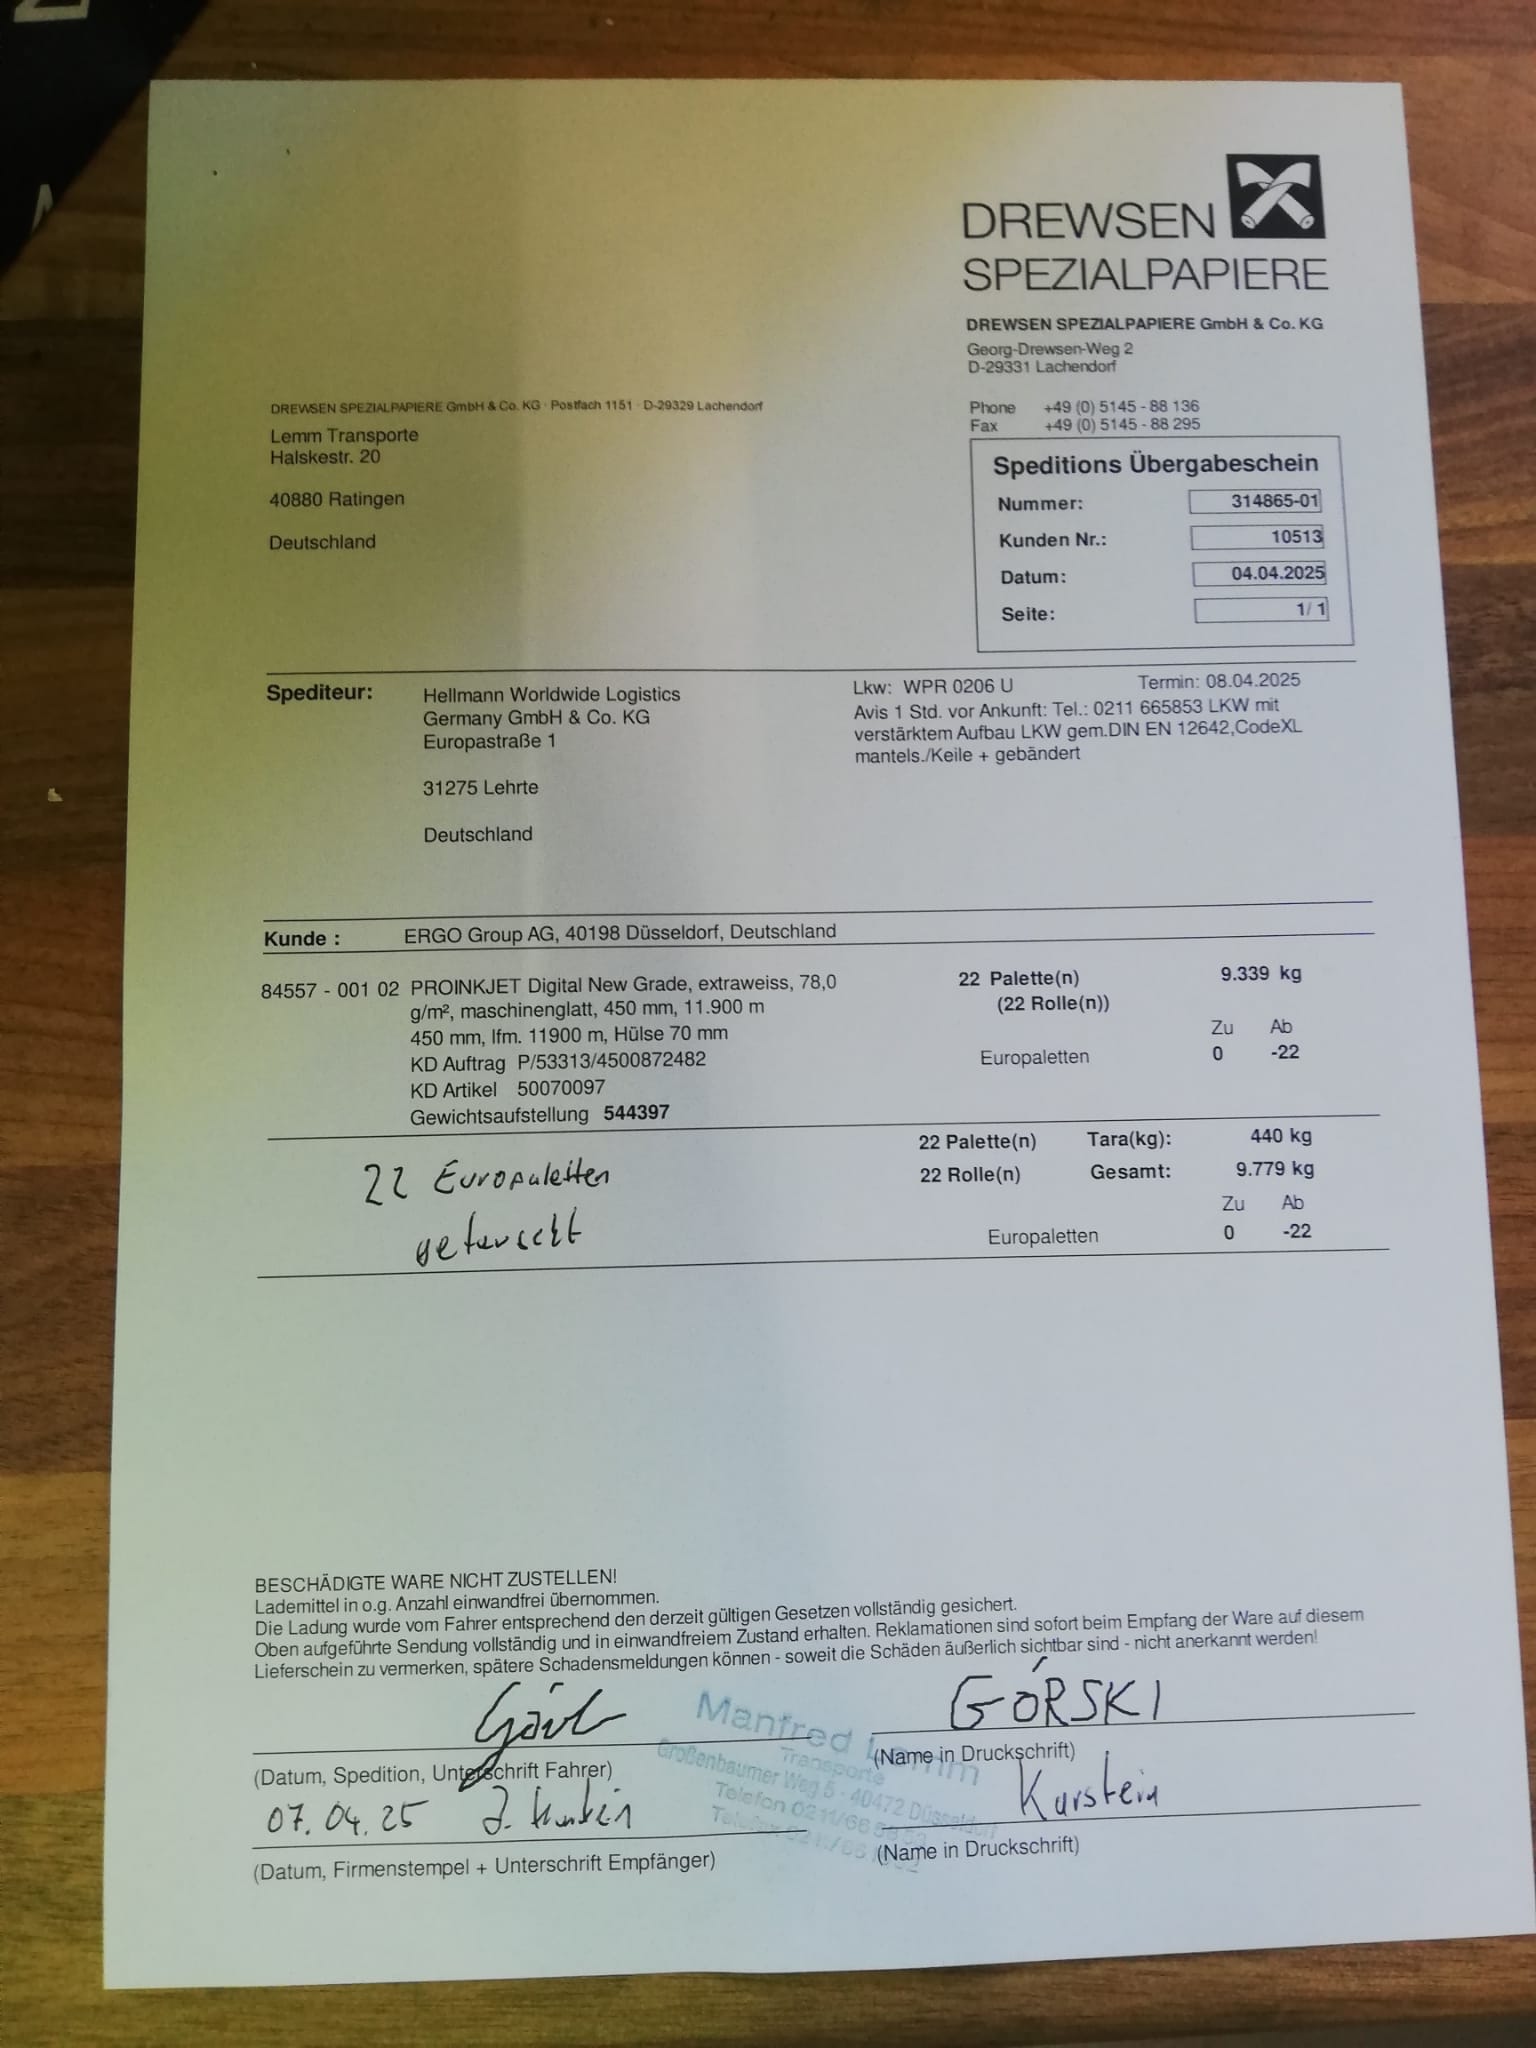 DREWSEN
SPEZIALPAPIERE
DREWSEN SPEZIALPAPIERE GmbH & Co. KG
Georg-Drewsen-Weg 2
D-29331 Lachendorf
DREWSEN SPEZIALPAPIERE GmbH & Co. KG · Postfach 1151 · D-29329 Lachendorf
Phone +49 (0) 5145 - 88 136
Fax +49 (0) 5145 - 88 295
Lemm Transporte
Halskestr. 20
40880 Ratingen
Deutschland
Speditions Übergabeschein
Nummer: 314865-01
Kunden Nr.: 10513
Datum: 04.04.2025
Seite: 1/ 1
Spediteur:
Hellmann Worldwide Logistics
Germany GmbH & Co. KG
Europastraße 1
31275 Lehrte
Deutschland
Lkw: WPR 0206 U Termin: 08.04.2025
Avis 1 Std. vor Ankunft: Tel.: 0211 665853 LKW mit
verstärktem Aufbau LKW gem.DIN EN 12642,CodeXL
mantels./Keile + gebändert
Kunde : ERGO Group AG, 40198 Düsseldorf, Deutschland
84557 - 001 02 PROINKJET Digital New Grade, extraweiss, 78,0
g/m², maschinenglatt, 450 mm, 11.900 m
450 mm, lfm. 11900 m, Hülse 70 mm
KD Auftrag P/53313/4500872482
KD Artikel 50070097
Gewichtsaufstellung 544397
22 Palette(n) 9.339 kg
(22 Rolle(n))
Zu Ab
Europaletten 0 -22
22 Palette(n) Tara(kg): 440 kg
22 Rolle(n) Gesamt: 9.779 kg
Zu Ab
Europaletten 0 -22
22 Europaletten
getauscht
BESCHÄDIGTE WARE NICHT ZUSTELLEN!
Lademittel in o.g. Anzahl einwandfrei übernommen.
Die Ladung wurde vom Fahrer entsprechend den derzeit gültigen Gesetzen vollständig gesichert.
Oben aufgeführte Sendung vollständig und in einwandfreiem Zustand erhalten. Reklamationen sind sofort beim Empfang der Ware auf diesem
Lieferschein zu vermerken, spätere Schadensmeldungen können - soweit die Schäden äußerlich sichtbar sind - nicht anerkannt werden!
GÓRSKI
(Datum, Spedition, Unterschrift Fahrer)
(Name in Druckschrift)
Manfred Lemm
Transporte
Großenbaumer Weg 5 - 40472 Düsseldorf
Telefon 0211/66 58 53
Telefax 0211/66
07.04.25
Kurstein
(Datum, Firmenstempel + Unterschrift Empfänger)
(Name in Druckschrift)